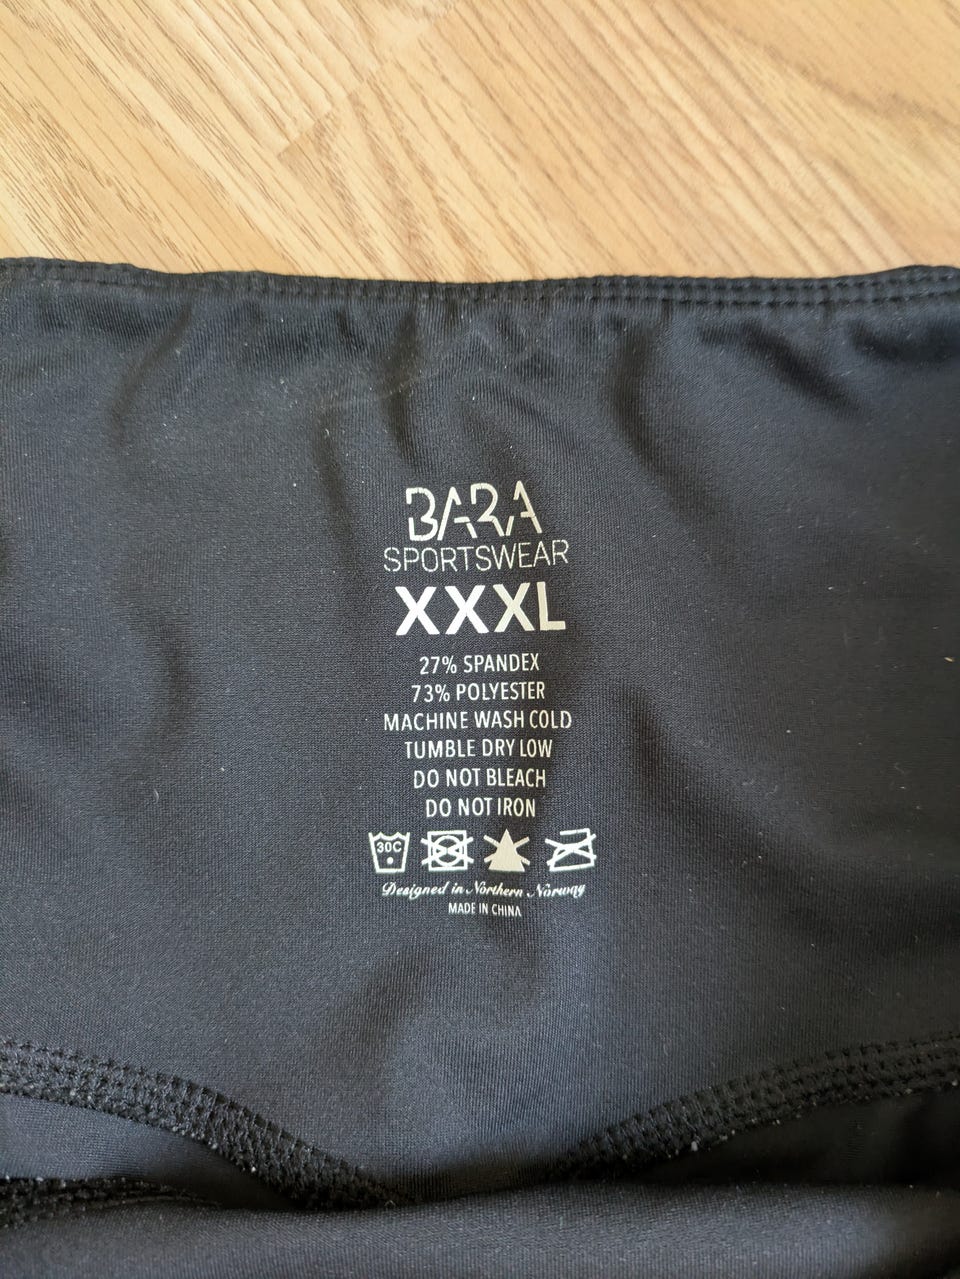 BARA
SPORTSWEAR
XXXL
27% SPANDEX
73% POLYESTER
MACHINE WASH COLD
TUMBLE DRY LOW
DO NOT BLEACH
DO NOT IRON
30C
Designed in Northern Norway
MADE IN CHINA